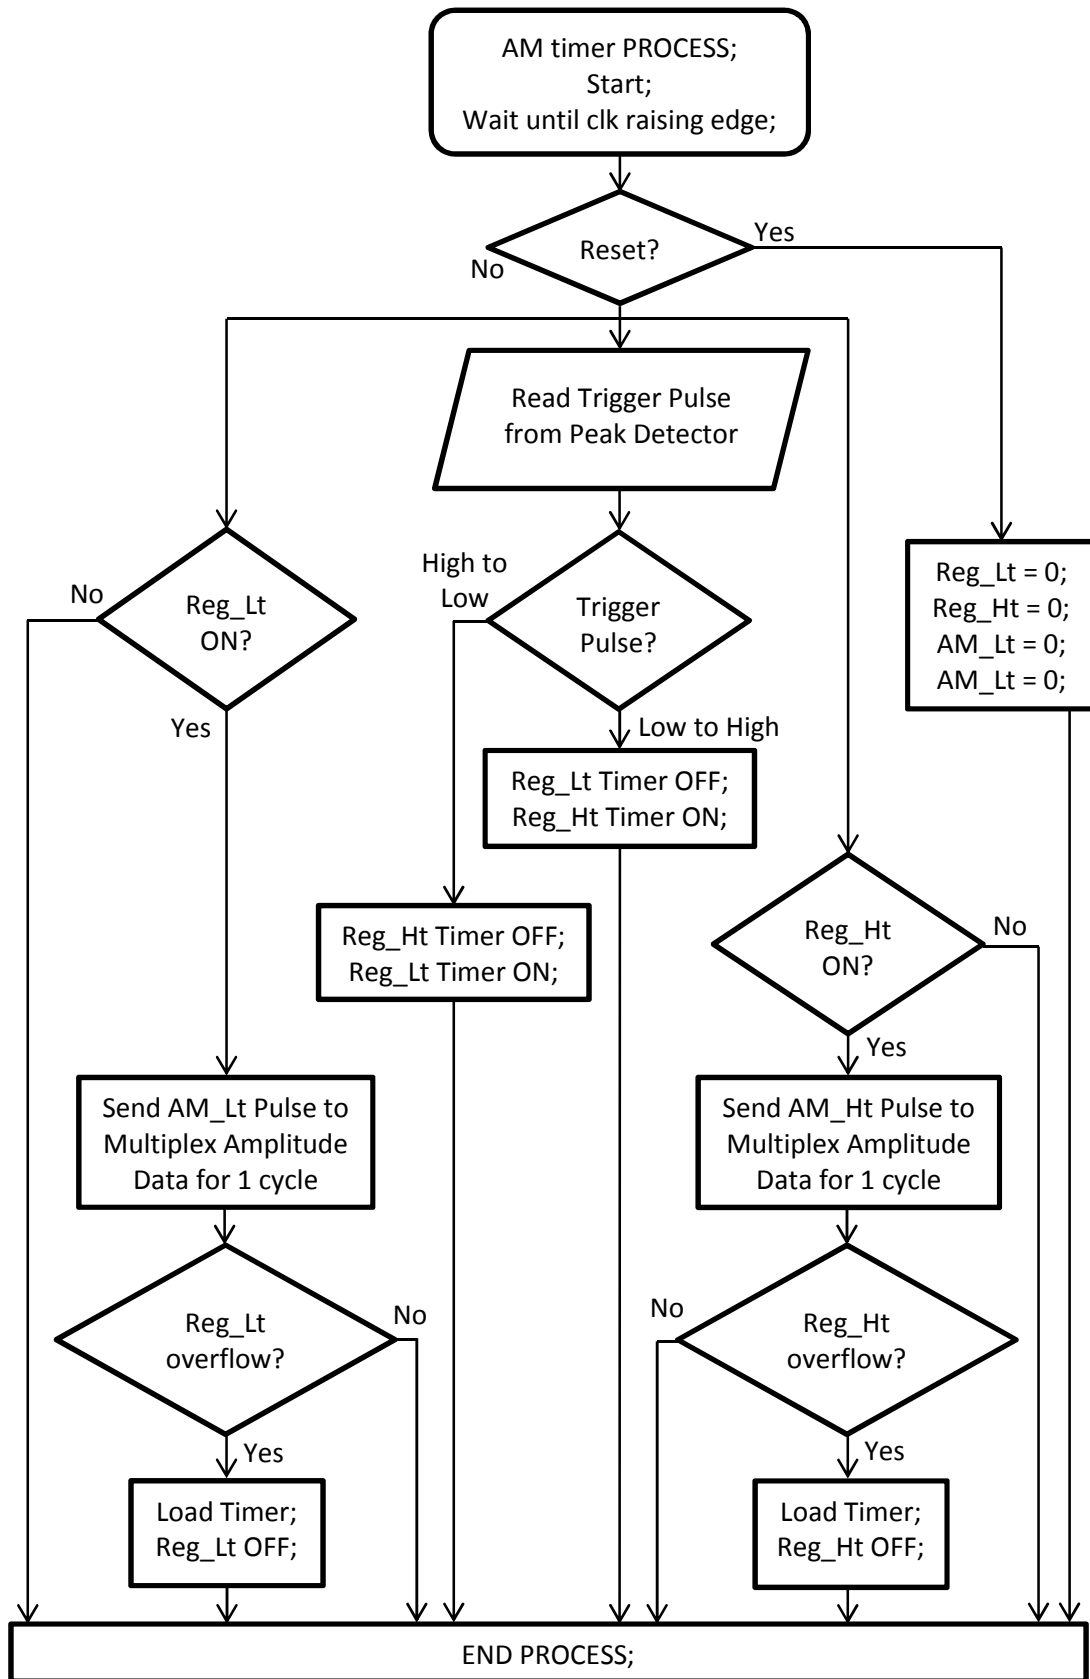 AM timer PROCESS;
Start;
Wait until clk raising edge;
Reset?
Yes
No
Read Trigger Pulse
from Peak Detector
High to
Low
Trigger
Pulse?
No
Reg_Lt
ON?
Yes
Reg_Lt = 0;
Reg_Ht = 0;
AM_Lt = 0;
AM_Lt = 0;
Low to High
Reg_Lt Timer OFF;
Reg_Ht Timer ON;
Reg_Ht Timer OFF;
Reg_Lt Timer ON;
Reg_Ht
ON?
No
Yes
Send AM_Lt Pulse to
Multiplex Amplitude
Data for 1 cycle
Send AM_Ht Pulse to
Multiplex Amplitude
Data for 1 cycle
Reg_Lt
overflow?
No
Yes
No
Reg_Ht
overflow?
Yes
Load Timer;
Reg_Lt OFF;
Load Timer;
Reg_Ht OFF;
END PROCESS;